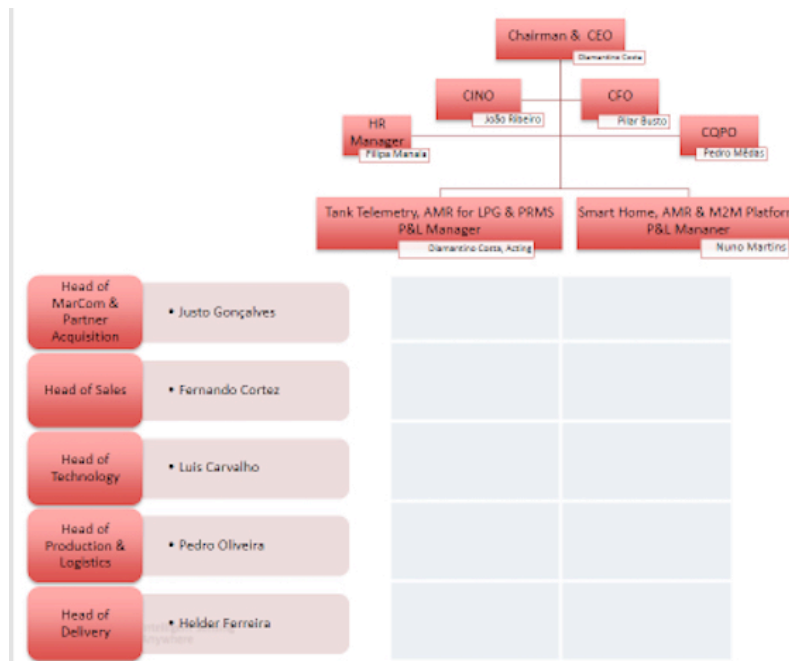 Chairman & CEO
Diamantino Costa
CINO
João Ribeiro
CFO
Pilar Busto
HR
Manager
Filipa Manaia
CQPO
Pedro Mêdas
Tank Telemetry, AMR for LPG & PRMS
P&L Manager
Diamantino Costa, Acting
Smart Home, AMR & M2M Platform
P&L Mananer
Nuno Martins
Head of
MarCom &
Partner
Acquisition
• Justo Gonçalves
Head of Sales
• Fernando Cortez
Head of
Technology
• Luis Carvalho
Head of
Production &
Logistics
• Pedro Oliveira
Head of
Delivery
• Helder Ferreira
Anywhere